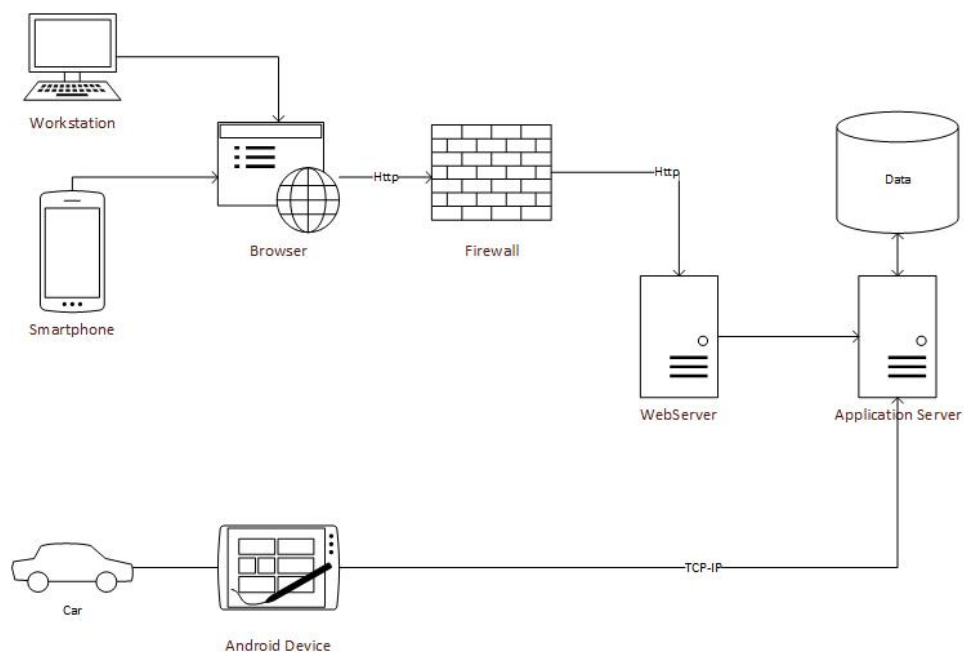 Workstation
Data
Http
Http
Browser
Firewall
Smartphone
WebServer
Application Server
TCP-IP
Car
Android Device